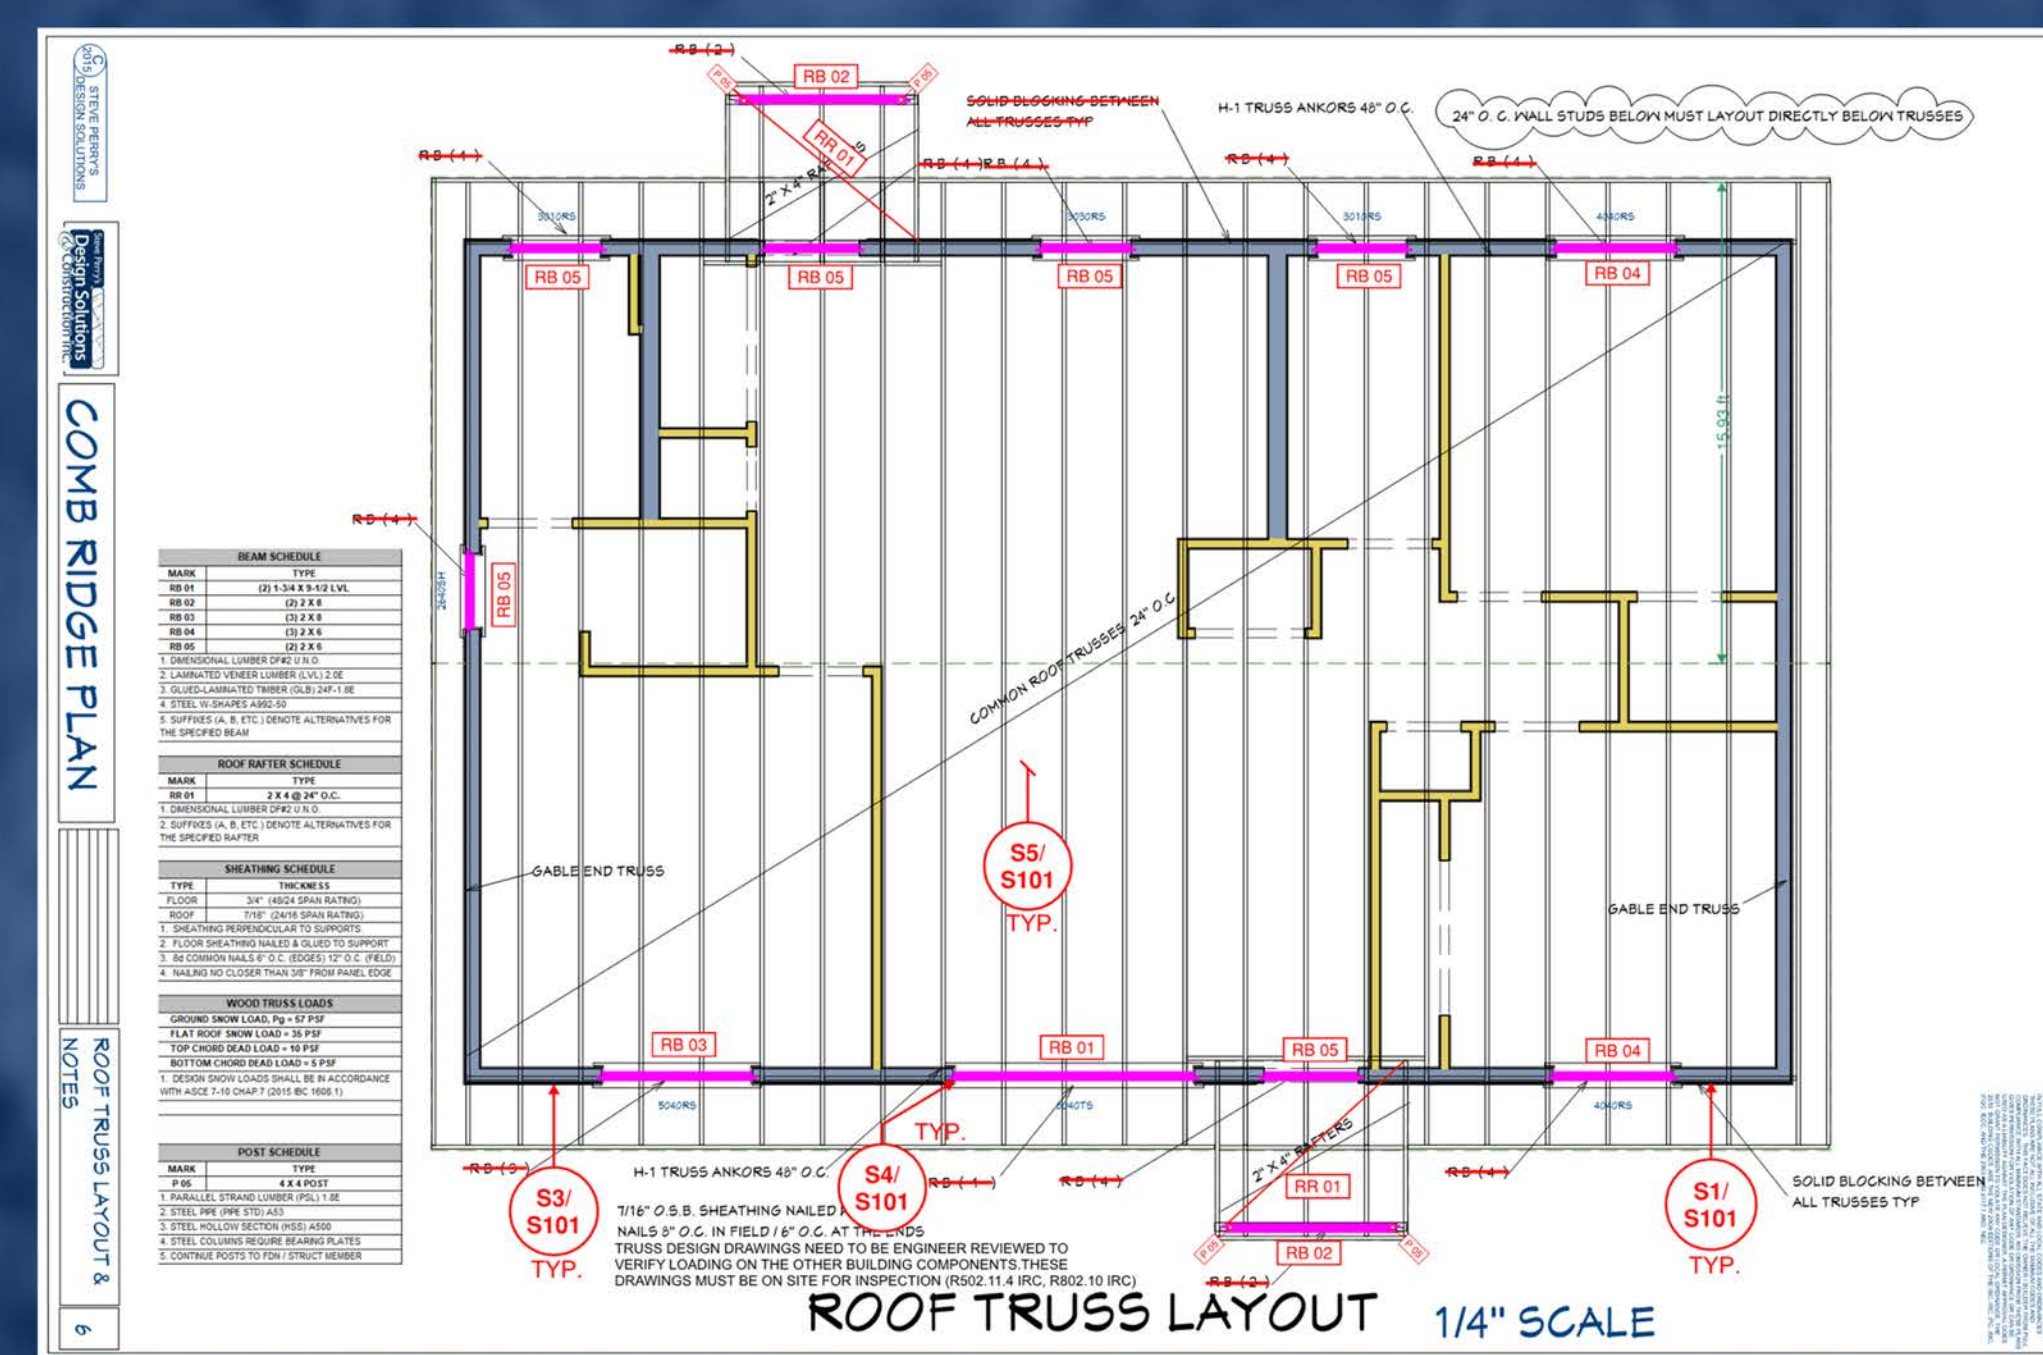 C
2015
STEVE PERRY'S
DESIGN SOLUTIONS
Steve Perry's
Design Solutions
& Construction Inc.
COMB RIDGE PLAN
ROOF TRUSS LAYOUT &
NOTES
6
BEAM SCHEDULE
MARK TYPE
RB 01 (2) 1-3/4 X 9-1/2 LVL
RB 02 (2) 2 X 8
RB 03 (3) 2 X 8
RB 04 (3) 2 X 6
RB 05 (2) 2 X 6
1. DIMENSIONAL LUMBER DF#2 U.N.O.
2. LAMINATED VENEER LUMBER (LVL) 2.0E
3. GLUED-LAMINATED TIMBER (GLB) 24F-1.8E
4. STEEL W-SHAPES A992-50
5. SUFFIXES (A, B, ETC.) DENOTE ALTERNATIVES FOR
THE SPECIFIED BEAM
ROOF RAFTER SCHEDULE
MARK TYPE
RR 01 2 X 4 @ 24" O.C.
1. DIMENSIONAL LUMBER DF#2 U.N.O.
2. SUFFIXES (A, B, ETC.) DENOTE ALTERNATIVES FOR
THE SPECIFIED RAFTER
SHEATHING SCHEDULE
TYPE THICKNESS
FLOOR 3/4" (48/24 SPAN RATING)
ROOF 7/16" (24/16 SPAN RATING)
1. SHEATHING PERPENDICULAR TO SUPPORTS
2. FLOOR SHEATHING NAILED & GLUED TO SUPPORT
3. 8d COMMON NAILS 6" O.C. (EDGES) 12" O.C. (FIELD)
4. NAILING NO CLOSER THAN 3/8" FROM PANEL EDGE
WOOD TRUSS LOADS
GROUND SNOW LOAD, Pg = 57 PSF
FLAT ROOF SNOW LOAD = 35 PSF
TOP CHORD DEAD LOAD = 10 PSF
BOTTOM CHORD DEAD LOAD = 5 PSF
1. DESIGN SNOW LOADS SHALL BE IN ACCORDANCE
WITH ASCE 7-10 CHAP.7 (2015 IBC 1608.1)
POST SCHEDULE
MARK TYPE
P 05 4 X 4 POST
1. PARALLEL STRAND LUMBER (PSL) 1.8E
2. STEEL PIPE (PIPE STD) A53
3. STEEL HOLLOW SECTION (HSS) A500
4. STEEL COLUMNS REQUIRE BEARING PLATES
5. CONTINUE POSTS TO FDN / STRUCT MEMBER
RB (2)
P 05
RB 02
P 05
RR 01
2" X 4"
SOLID BLOCKING BETWEEN
ALL TRUSSES TYP
H-1 TRUSS ANKORS 48" O.C.
24" O. C. WALL STUDS BELOW MUST LAYOUT DIRECTLY BELOW TRUSSES
RB (4)
RB (4)
RB (4)
RB (4)
RB (4)
3010RS
3030RS
3010RS
4040RS
RB 05
RB 05
RB 05
RB 05
RB 04
15.93 ft
RB (4)
2640SH
RB 05
COMMON ROOF TRUSSES 24" O.C.
S5/
S101
TYP.
GABLE END TRUSS
GABLE END TRUSS
RB 03
RB 01
RB 05
RB 04
5040RS
4040RS
TYP.
RB (3)
S3/
S101
TYP.
H-1 TRUSS ANKORS 48" O.C.
S4/
S101
RB (1)
RB (4)
2" X 4" RAFTERS
RR 01
P 05
RB 02
P 05
RB (2)
RB (4)
S1/
S101
TYP.
SOLID BLOCKING BETWEEN
ALL TRUSSES TYP
7/16" O.S.B. SHEATHING NAILED
NAILS 8" O.C. IN FIELD / 6" O.C. AT THE ENDS
TRUSS DESIGN DRAWINGS NEED TO BE ENGINEER REVIEWED TO
VERIFY LOADING ON THE OTHER BUILDING COMPONENTS.THESE
DRAWINGS MUST BE ON SITE FOR INSPECTION (R502.11.4 IRC, R802.10 IRC)
ROOF TRUSS LAYOUT 1/4" SCALE